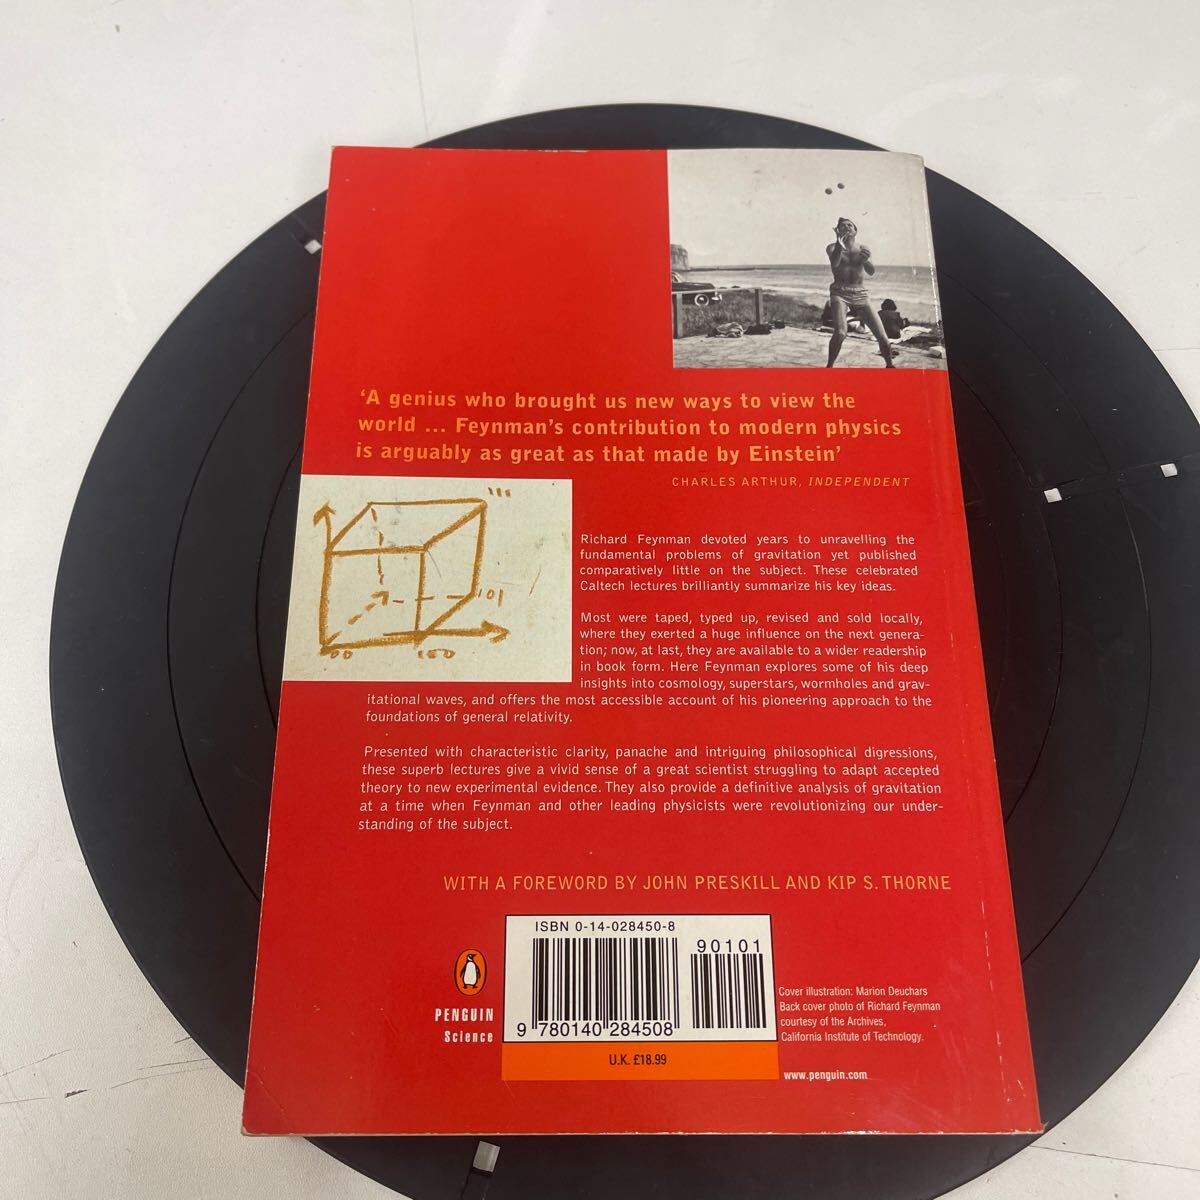 ‘A genius who brought us new ways to view the
world ... Feynman’s contribution to modern physics
is arguably as great as that made by Einstein’
CHARLES ARTHUR, INDEPENDENT
Richard Feynman devoted years to unravelling the
fundamental problems of gravitation yet published
comparatively little on the subject. These celebrated
Caltech lectures brilliantly summarize his key ideas.
Most were taped, typed up, revised and sold locally,
where they exerted a huge influence on the next genera-
tion; now, at last, they are available to a wider readership
in book form. Here Feynman explores some of his deep
insights into cosmology, superstars, wormholes and grav-
itational waves, and offers the most accessible account of his pioneering approach to the
foundations of general relativity.
Presented with characteristic clarity, panache and intriguing philosophical digressions,
these superb lectures give a vivid sense of a great scientist struggling to adapt accepted
theory to new experimental evidence. They also provide a definitive analysis of gravitation
at a time when Feynman and other leading physicists were revolutionizing our under-
standing of the subject.
WITH A FOREWORD BY JOHN PRESKILL AND KIP S. THORNE
ISBN 0-14-028450-8
90101
9 780140 284508
U.K. £18.99
PENGUIN
Science
Cover illustration: Marion Deuchars
Back cover photo of Richard Feynman
courtesy of the Archives,
California Institute of Technology.
www.penguin.com